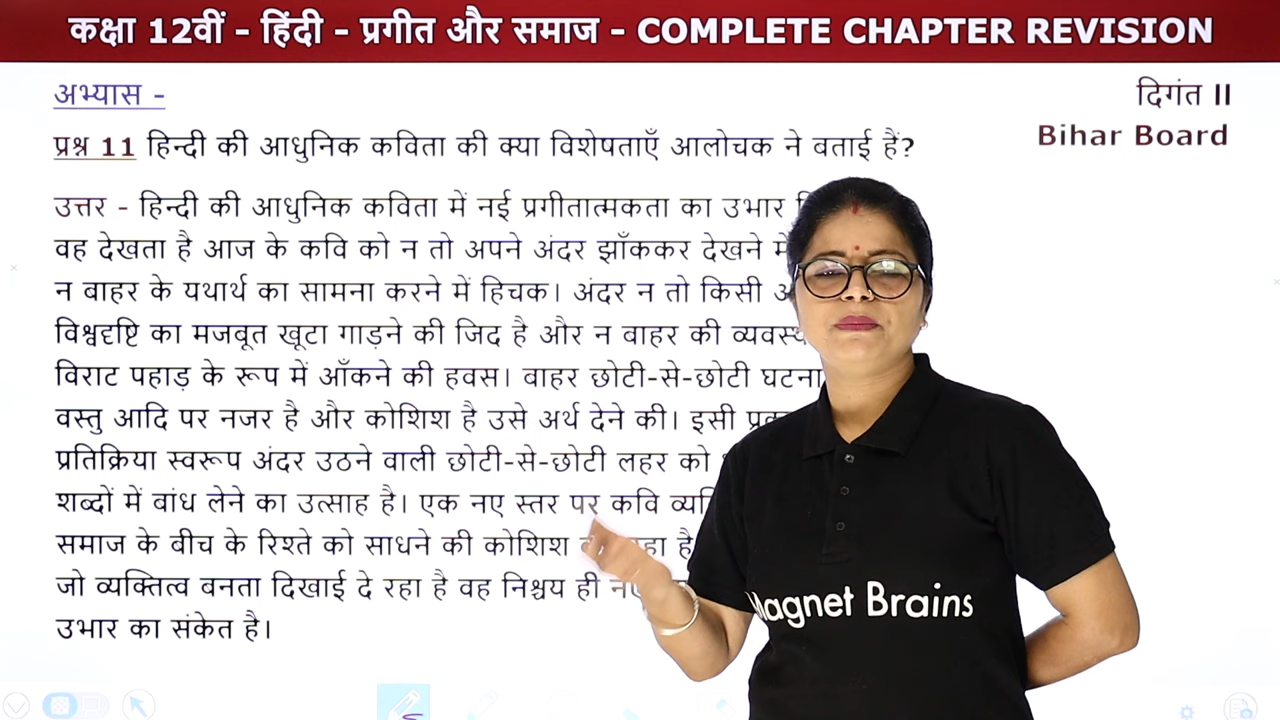 कक्षा 12वीं – हिंदी – प्रगीत और समाज - COMPLETE CHAPTER REVISION
अभ्यास -
दिगंत II
Bihar Board
प्रश्न 11 हिन्दी की आधुनिक कविता की क्या विशेषताएँ आलोचक ने बताई हैं?
उत्तर - हिन्दी की आधुनिक कविता में नई प्रगीतात्मकता का उभार
वह देखता है आज के कवि को न तो अपने अंदर झाँककर देखने में
न बाहर के यथार्थ का सामना करने में हिचक। अंदर न तो किसी
विश्वदृष्टि का मजबूत खूटा गाड़ने की जिद है और न बाहर की
विराट पहाड़ के रूप में आँकने की हवस। बाहर छोटी-से-छोटी घटना
वस्तु आदि पर नजर है और कोशिश है उसे अर्थ देने की। इसी
प्रतिक्रिया स्वरूप अंदर उठने वाली छोटी-से-छोटी लहर को
शब्दों में बांध लेने का उत्साह है। एक नए स्तर पर कवि
समाज के बीच के रिश्ते को साधने की कोशिश रहा है
जो व्यक्तित्व बनता दिखाई दे रहा है वह निश्चय ही
उभार का संकेत है।
Magnet Brains